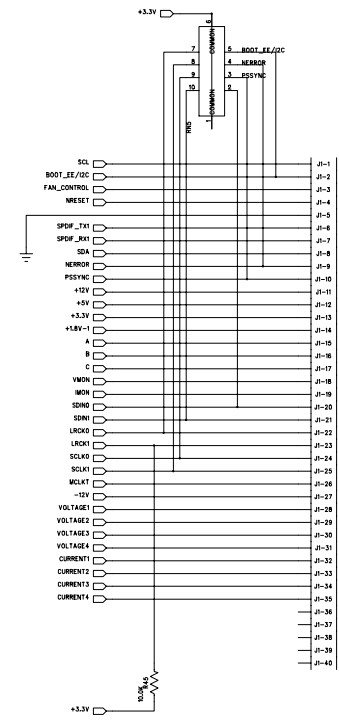 +3.3V
6
COMMON
7
5
BOOT_EE/I2C
8
4
NERROR
9
3
PSSYNC
10
2
COMMON
1
RN5
SCL
J1-1
BOOT_EE/I2C
J1-2
FAN_CONTROL
J1-3
NRESET
J1-4
J1-5
SPDIF_TX1
J1-6
SPDIF_RX1
J1-7
SDA
J1-8
NERROR
J1-9
PSSYNC
J1-10
+12V
J1-11
+5V
J1-12
+3.3V
J1-13
+1.8V-1
J1-14
A
J1-15
B
J1-16
C
J1-17
VMON
J1-18
IMON
J1-19
SDIN0
J1-20
SDIN1
J1-21
LRCK0
J1-22
LRCK1
J1-23
SCLK0
J1-24
SCLK1
J1-25
MCLKT
J1-26
-12V
J1-27
VOLTAGE1
J1-28
VOLTAGE2
J1-29
VOLTAGE3
J1-30
VOLTAGE4
J1-31
CURRENT1
J1-32
CURRENT2
J1-33
CURRENT3
J1-34
CURRENT4
J1-35
J1-36
J1-37
J1-38
J1-39
J1-40
R45
10.0K
+3.3V